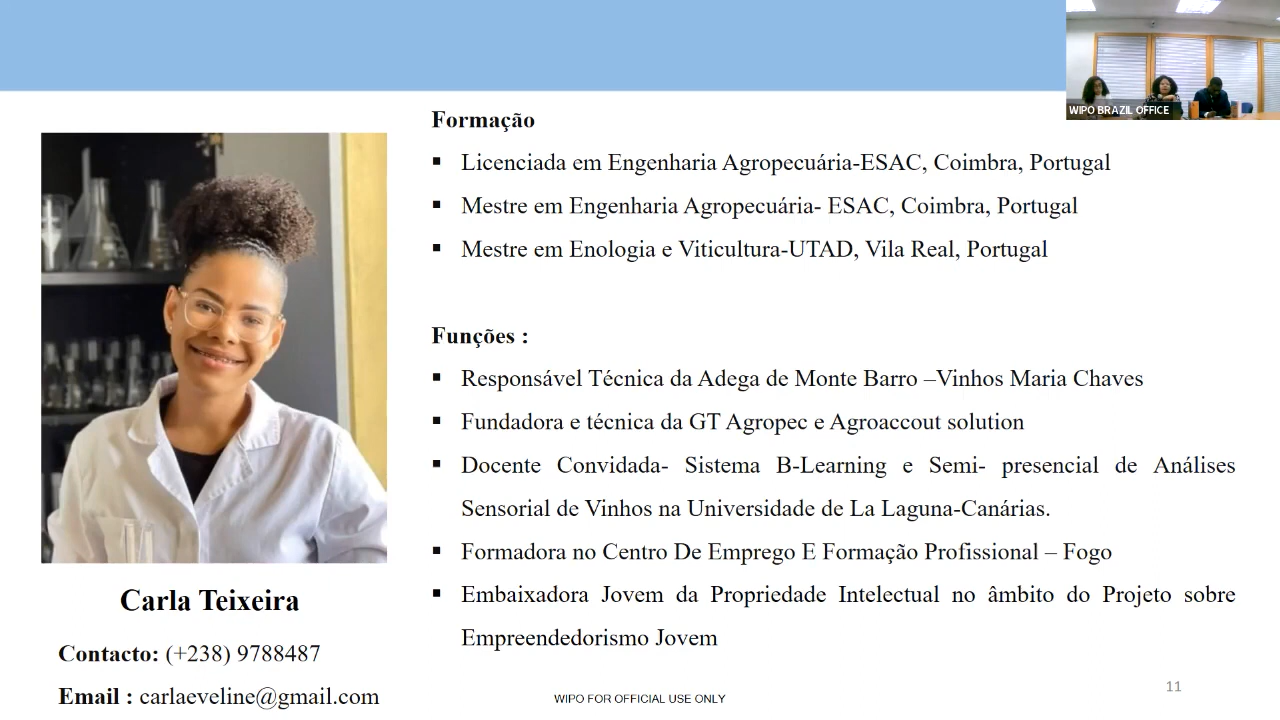 WIPO BRAZIL OFFICE
Formação
▪ Licenciada em Engenharia Agropecuária-ESAC, Coimbra, Portugal
▪ Mestre em Engenharia Agropecuária- ESAC, Coimbra, Portugal
▪ Mestre em Enologia e Viticultura-UTAD, Vila Real, Portugal
Funções :
▪ Responsável Técnica da Adega de Monte Barro –Vinhos Maria Chaves
▪ Fundadora e técnica da GT Agropec e Agroaccout solution
▪ Docente Convidada- Sistema B-Learning e Semi- presencial de Análises
Sensorial de Vinhos na Universidade de La Laguna-Canárias.
▪ Formadora no Centro De Emprego E Formação Profissional – Fogo
▪ Embaixadora Jovem da Propriedade Intelectual no âmbito do Projeto sobre
Empreendedorismo Jovem
Carla Teixeira
Contacto: (+238) 9788487
Email : carlaeveline@gmail.com
WIPO FOR OFFICIAL USE ONLY
11